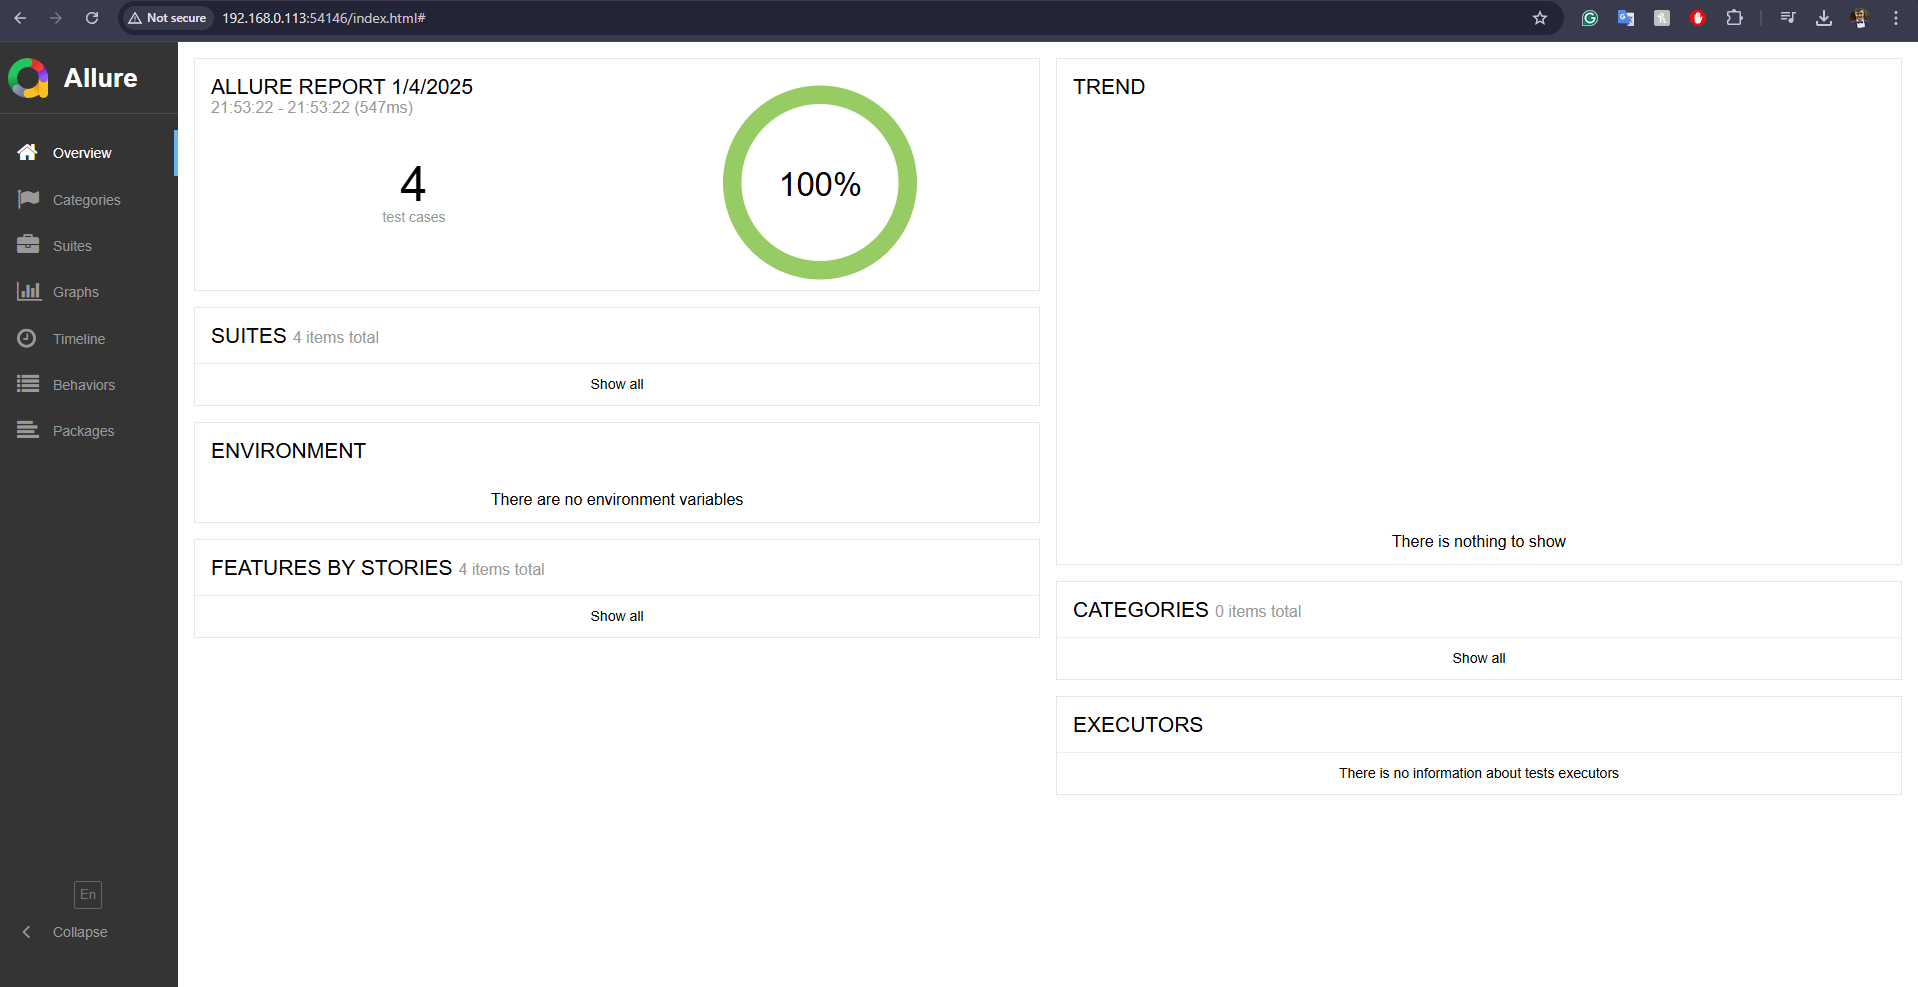 Not secure 192.168.0.113:54146/index.html#
Allure
Overview
Categories
Suites
Graphs
Timeline
Behaviors
Packages
En
Collapse
ALLURE REPORT 1/4/2025
21:53:22 - 21:53:22 (547ms)
4
test cases
100%
SUITES 4 items total
Show all
ENVIRONMENT
There are no environment variables
FEATURES BY STORIES 4 items total
Show all
TREND
There is nothing to show
CATEGORIES 0 items total
Show all
EXECUTORS
There is no information about tests executors